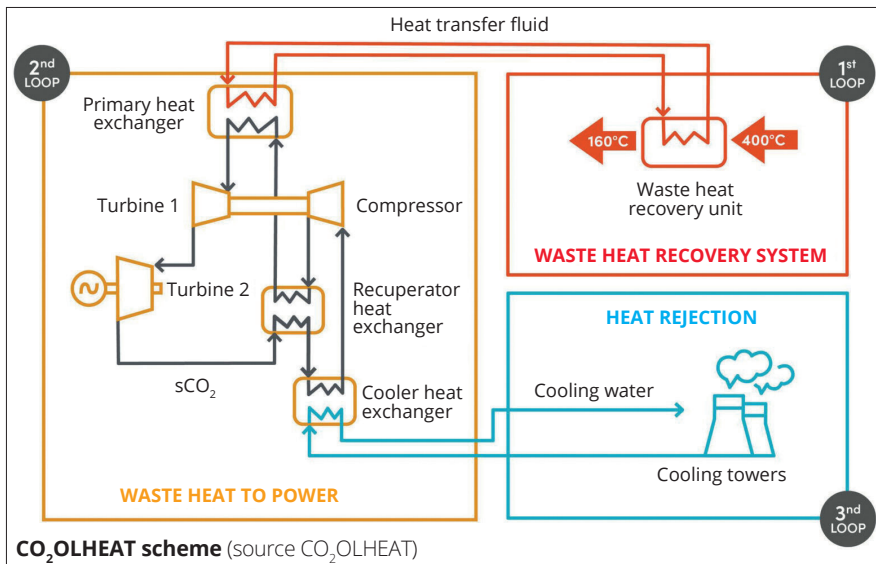 Heat transfer fluid
2nd
LOOP
1st
LOOP
Primary heat
exchanger
160°C
400°C
Waste heat
recovery unit
Turbine 1
Compressor
WASTE HEAT RECOVERY SYSTEM
Turbine 2
Recuperator
heat
exchanger
HEAT REJECTION
sCO₂
Cooler heat
exchanger
Cooling water
Cooling towers
WASTE HEAT TO POWER
3rd
LOOP
CO₂OLHEAT scheme (source CO₂OLHEAT)